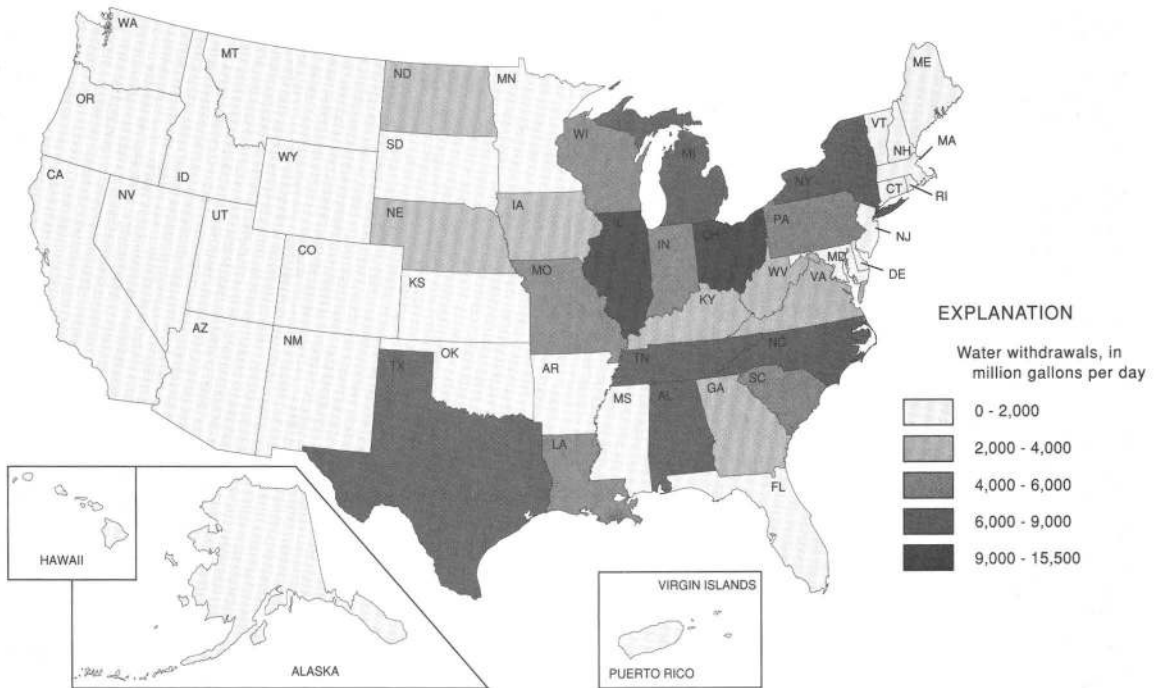 WA
MT
ND
MN
ME
OR
WI
VT
ID
WY
SD
MI
NH
MA
CA
NV
UT
NE
IA
NY
CT
RI
PA
CO
KS
MO
IN
OH
NJ
WV
MD
VA
DE
KY
AZ
NM
OK
AR
TN
NC
TX
MS
AL
GA
SC
LA
FL
HAWAII
ALASKA
VIRGIN ISLANDS
PUERTO RICO
EXPLANATION
Water withdrawals, in
million gallons per day
0 - 2,000
2,000 - 4,000
4,000 - 6,000
6,000 - 9,000
9,000 - 15,500